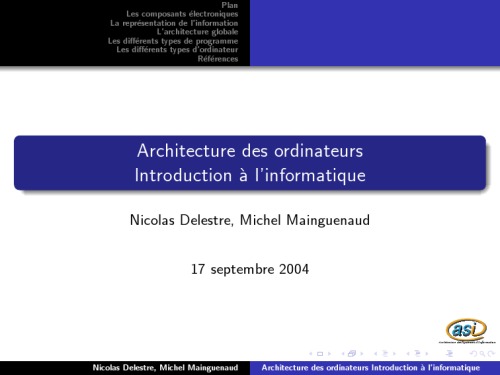 Plan
Les composants électroniques
La représentation de l'information
L'architecture globale
Les différents types de programme
Les différents types d'ordinateur
Références
Architecture des ordinateurs
Introduction à l'informatique
Nicolas Delestre, Michel Mainguenaud
17 septembre 2004
asi
Nicolas Delestre, Michel Mainguenaud
Architecture des ordinateurs Introduction à l'informatique